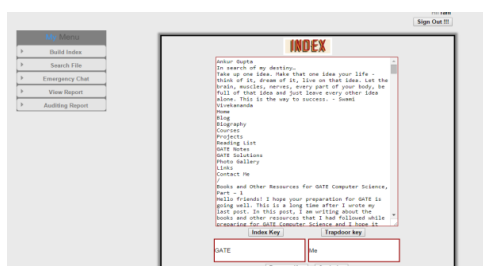 Sign Out !!!
Menu
Build Index
Search File
Emergency Chat
View Report
Auditing Report
INDEX
Ankur Gupta
In search of my destiny…
Take up one idea. Make that one idea your life -
think of it, dream of it, live on that idea. Let the
brain, muscles, nerves, every part of your body, be
full of that idea and just leave every other idea
alone. This is the way to success. - Swami
Vivekananda
Home
Blog
Biography
Courses
Projects
Reading List
GATE Notes
GATE Solutions
Photo Gallery
Links
Contact Me
/
Books and Other Resources for GATE Computer Science,
Part - 1
Hello friends! I hope your preparation for GATE is
going well. This is a long time after I wrote my
last post. In this post, I am writing about the
books and other resources that I had followed while
preparing for GATE Computer Science and I hope it
Index Key
Trapdoor key
GATE
Me